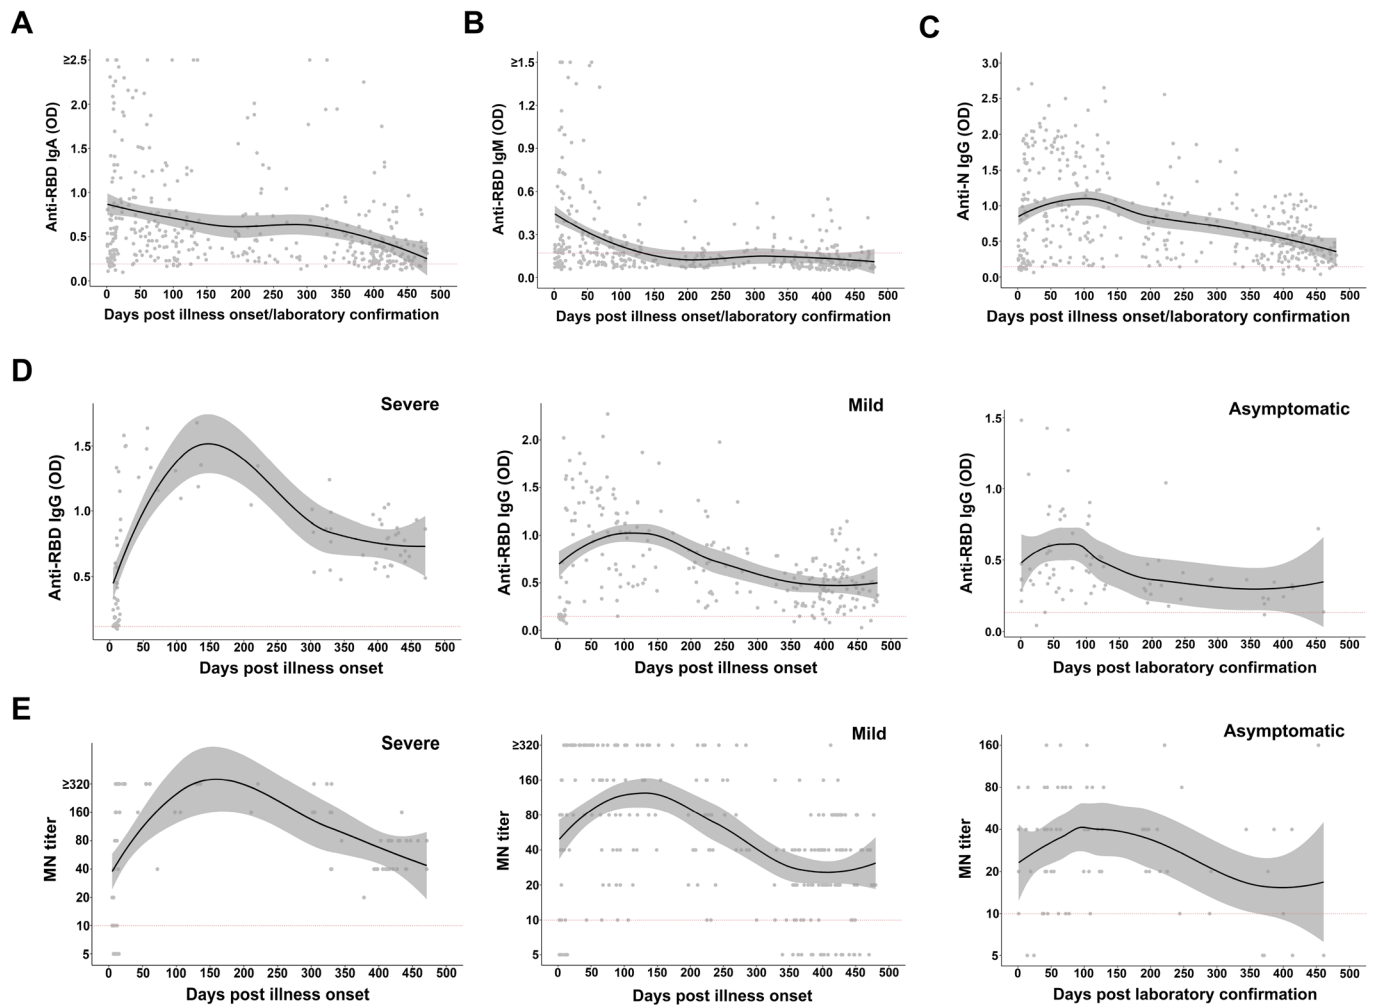 A
B
C
≥2.5
2.0
1.5
1.0
0.5
0.0
Anti-RBD IgA (OD)
0 50 100 150 200 250 300 350 400 450 500
Days post illness onset/laboratory confirmation
≥1.5
1.2
0.9
0.6
0.3
0.0
Anti-RBD IgM (OD)
0 50 100 150 200 250 300 350 400 450 500
Days post illness onset/laboratory confirmation
3.0
2.5
2.0
1.5
1.0
0.5
0.0
Anti-N IgG (OD)
0 50 100 150 200 250 300 350 400 450 500
Days post illness onset/laboratory confirmation
D
Severe
1.5
1.0
0.5
Anti-RBD IgG (OD)
0 50 100 150 200 250 300 350 400 450 500
Days post illness onset
Mild
2.0
1.5
1.0
0.5
0.0
Anti-RBD IgG (OD)
0 50 100 150 200 250 300 350 400 450 500
Days post illness onset
Asymptomatic
1.5
1.0
0.5
0.0
Anti-RBD IgG (OD)
0 50 100 150 200 250 300 350 400 450 500
Days post laboratory confirmation
E
Severe
≥320
160
80
40
20
10
5
MN titer
0 50 100 150 200 250 300 350 400 450 500
Days post illness onset
Mild
≥320
160
80
40
20
10
5
MN titer
0 50 100 150 200 250 300 350 400 450 500
Days post illness onset
Asymptomatic
160
80
40
20
10
5
MN titer
0 50 100 150 200 250 300 350 400 450 500
Days post laboratory confirmation